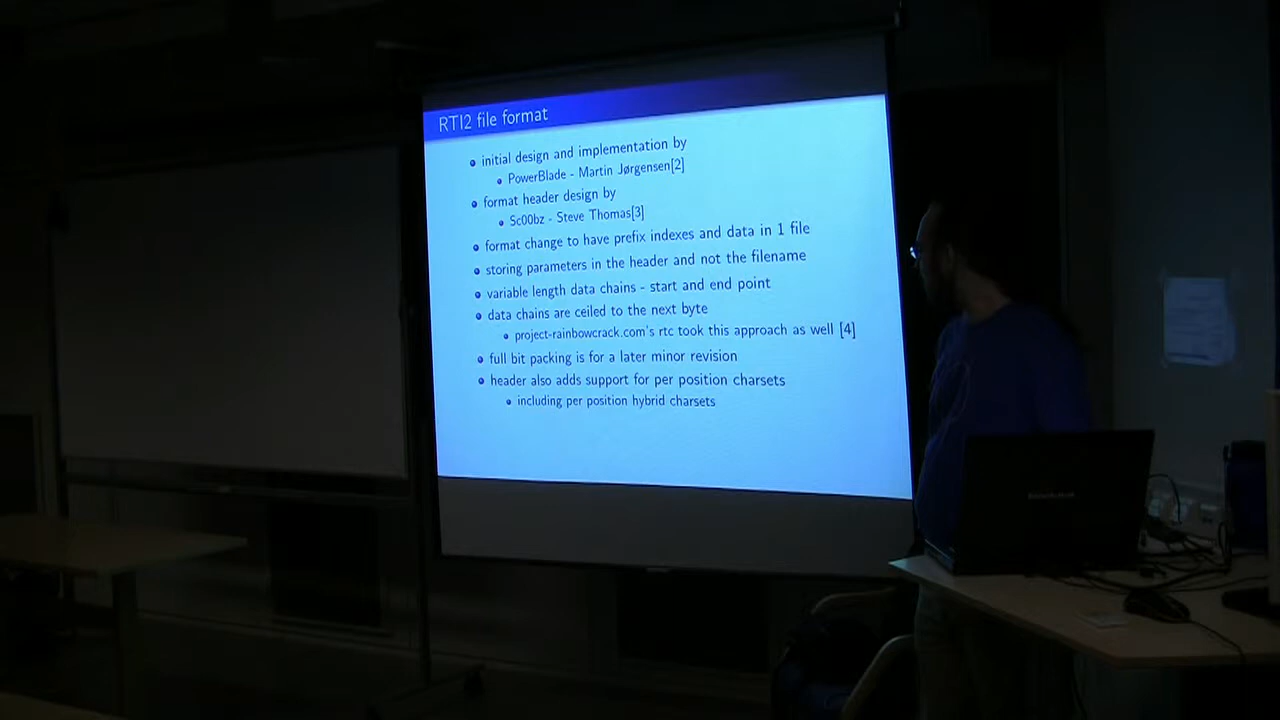 RTI2 file format
initial design and implementation by
PowerBlade - Martin Jørgensen[2]
format header design by
Sc00bz - Steve Thomas[3]
format change to have prefix indexes and data in 1 file
storing parameters in the header and not the filename
variable length data chains - start and end point
data chains are ceiled to the next byte
project-rainbowcrack.com's rtc took this approach as well [4]
full bit packing is for a later minor revision
header also adds support for per position charsets
including per position hybrid charsets